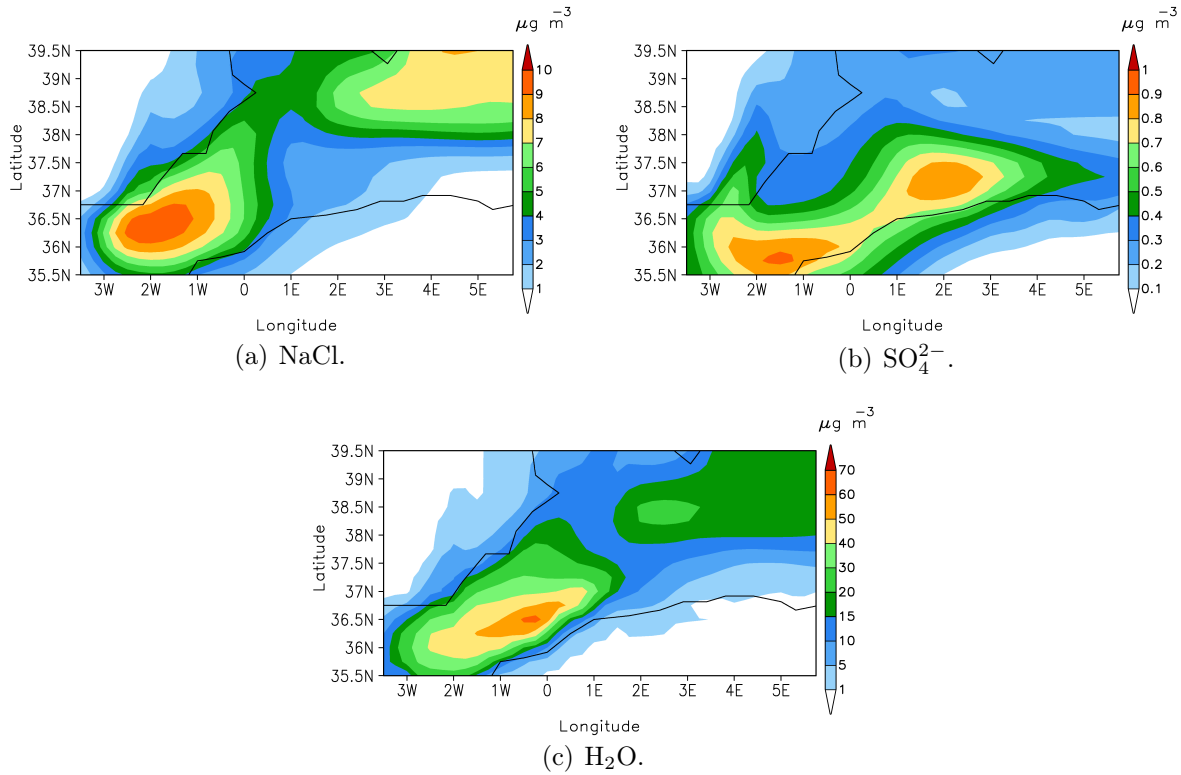 μg m⁻³
39.5N
39N
38.5N
38N
37.5N
37N
36.5N
36N
35.5N
Latitude
3W 2W 1W 0 1E 2E 3E 4E 5E
Longitude
10
9
8
7
6
5
4
3
2
1
(a) NaCl.
μg m⁻³
39.5N
39N
38.5N
38N
37.5N
37N
36.5N
36N
35.5N
Latitude
3W 2W 1W 0 1E 2E 3E 4E 5E
Longitude
1
1
0.9
0.8
0.7
0.6
0.5
0.4
0.3
0.2
0.1
(b) SO₄²⁻.
μg m⁻³
39.5N
39N
38.5N
38N
37.5N
37N
36.5N
36N
35.5N
Latitude
3W 2W 1W 0 1E 2E 3E 4E 5E
Longitude
70
60
50
40
30
20
15
10
5
1
(c) H₂O.